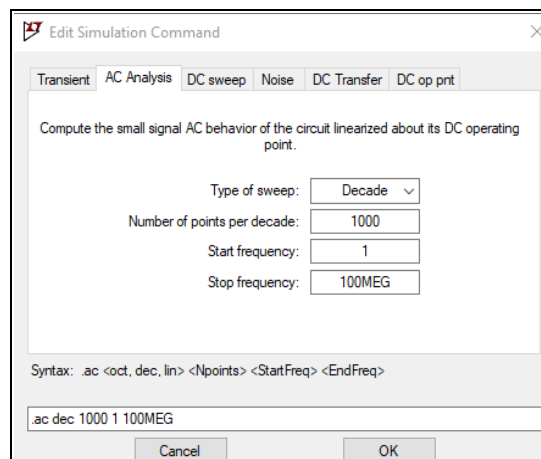 Edit Simulation Command
Transient AC Analysis DC sweep Noise DC Transfer DC op pnt
Compute the small signal AC behavior of the circuit linearized about its DC operating
point.
Type of sweep: Decade
Number of points per decade: 1000
Start frequency: 1
Stop frequency: 100MEG
Syntax: .ac <oct, dec, lin> <Npoints> <StartFreq> <EndFreq>
.ac dec 1000 1 100MEG
Cancel OK